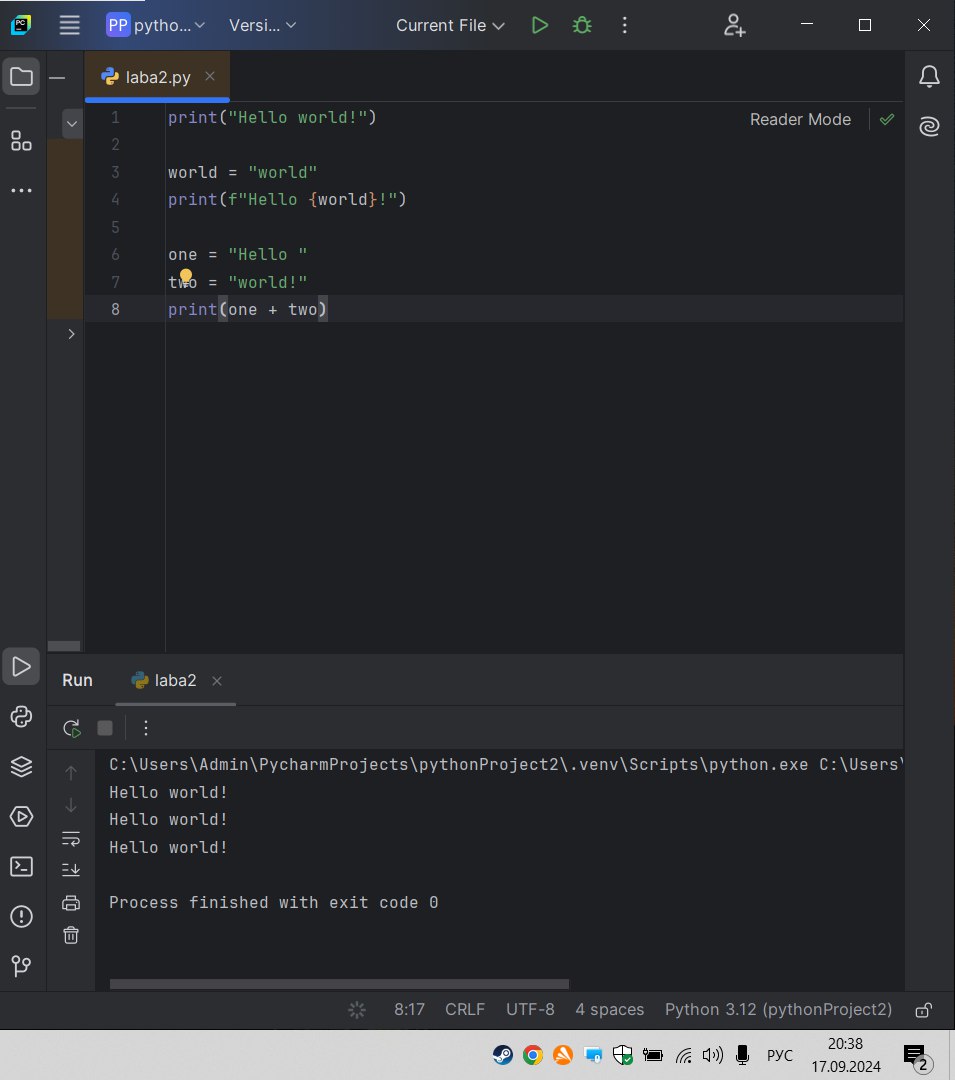 PC PP pytho... Versi... Current File
laba2.py
Reader Mode
1 print("Hello world!")
2
3 world = "world"
4 print(f"Hello {world}!")
5
6 one = "Hello "
7 two = "world!"
8 print(one + two)
Run laba2
C:\Users\Admin\PycharmProjects\pythonProject2\.venv\Scripts\python.exe C:\Users\
Hello world!
Hello world!
Hello world!
Process finished with exit code 0
8:17 CRLF UTF-8 4 spaces Python 3.12 (pythonProject2)
РУС 20:38
17.09.2024 2